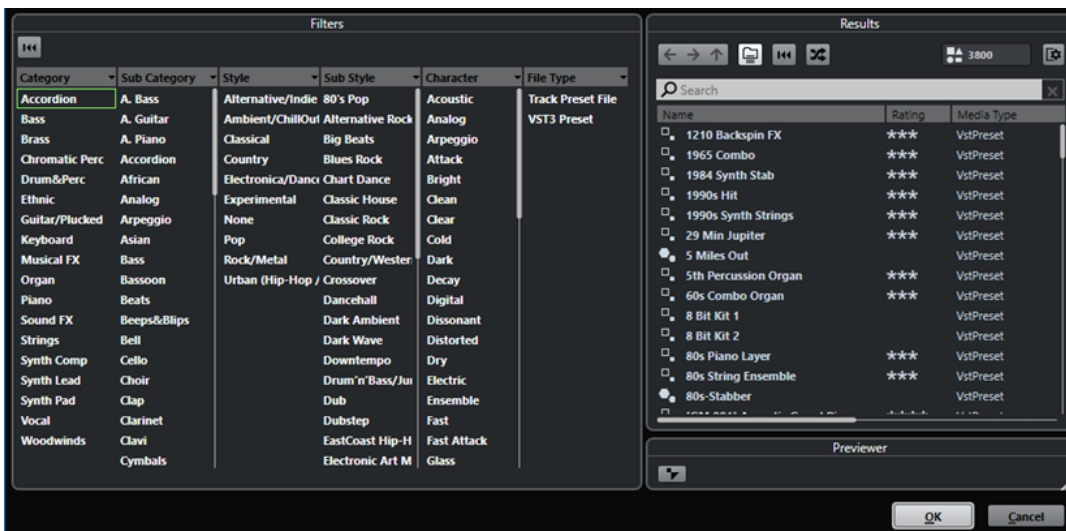 Filters
Category Sub Category Style Sub Style Character File Type
Accordion A. Bass Alternative/Indie 80's Pop Acoustic Track Preset File
Bass A. Guitar Ambient/ChillOut Alternative Rock Analog VST3 Preset
Brass A. Piano Classical Big Beats Arpeggio
Chromatic Perc Accordion Country Blues Rock Attack
Drum&Perc African Electronica/Danc Chart Dance Bright
Ethnic Analog Experimental Classic House Clean
Guitar/Plucked Arpeggio None Classic Rock Clear
Keyboard Asian Pop College Rock Cold
Musical FX Bass Rock/Metal Country/Wester Dark
Organ Bassoon Urban (Hip-Hop / Crossover Decay
Piano Beats Dancehall Digital
Sound FX Beeps&Blips Dark Ambient Dissonant
Strings Bell Dark Wave Distorted
Synth Comp Cello Downtempo Dry
Synth Lead Choir Drum´n´Bass/Ju Electric
Synth Pad Clap Dub Ensemble
Vocal Clarinet Dubstep Fast
Woodwinds Clavi EastCoast Hip-H Fast Attack
Cymbals Electronic Art M Glass
Results
3800
Search
Name Rating Media Type
1210 Backspin FX *** VstPreset
1965 Combo *** VstPreset
1984 Synth Stab *** VstPreset
1990s Hit *** VstPreset
1990s Synth Strings *** VstPreset
29 Min Jupiter *** VstPreset
5 Miles Out VstPreset
5th Percussion Organ *** VstPreset
60s Combo Organ *** VstPreset
8 Bit Kit 1 VstPreset
8 Bit Kit 2 VstPreset
80s Piano Layer *** VstPreset
80s String Ensemble *** VstPreset
80s-Stabber VstPreset
Previewer
OK Cancel